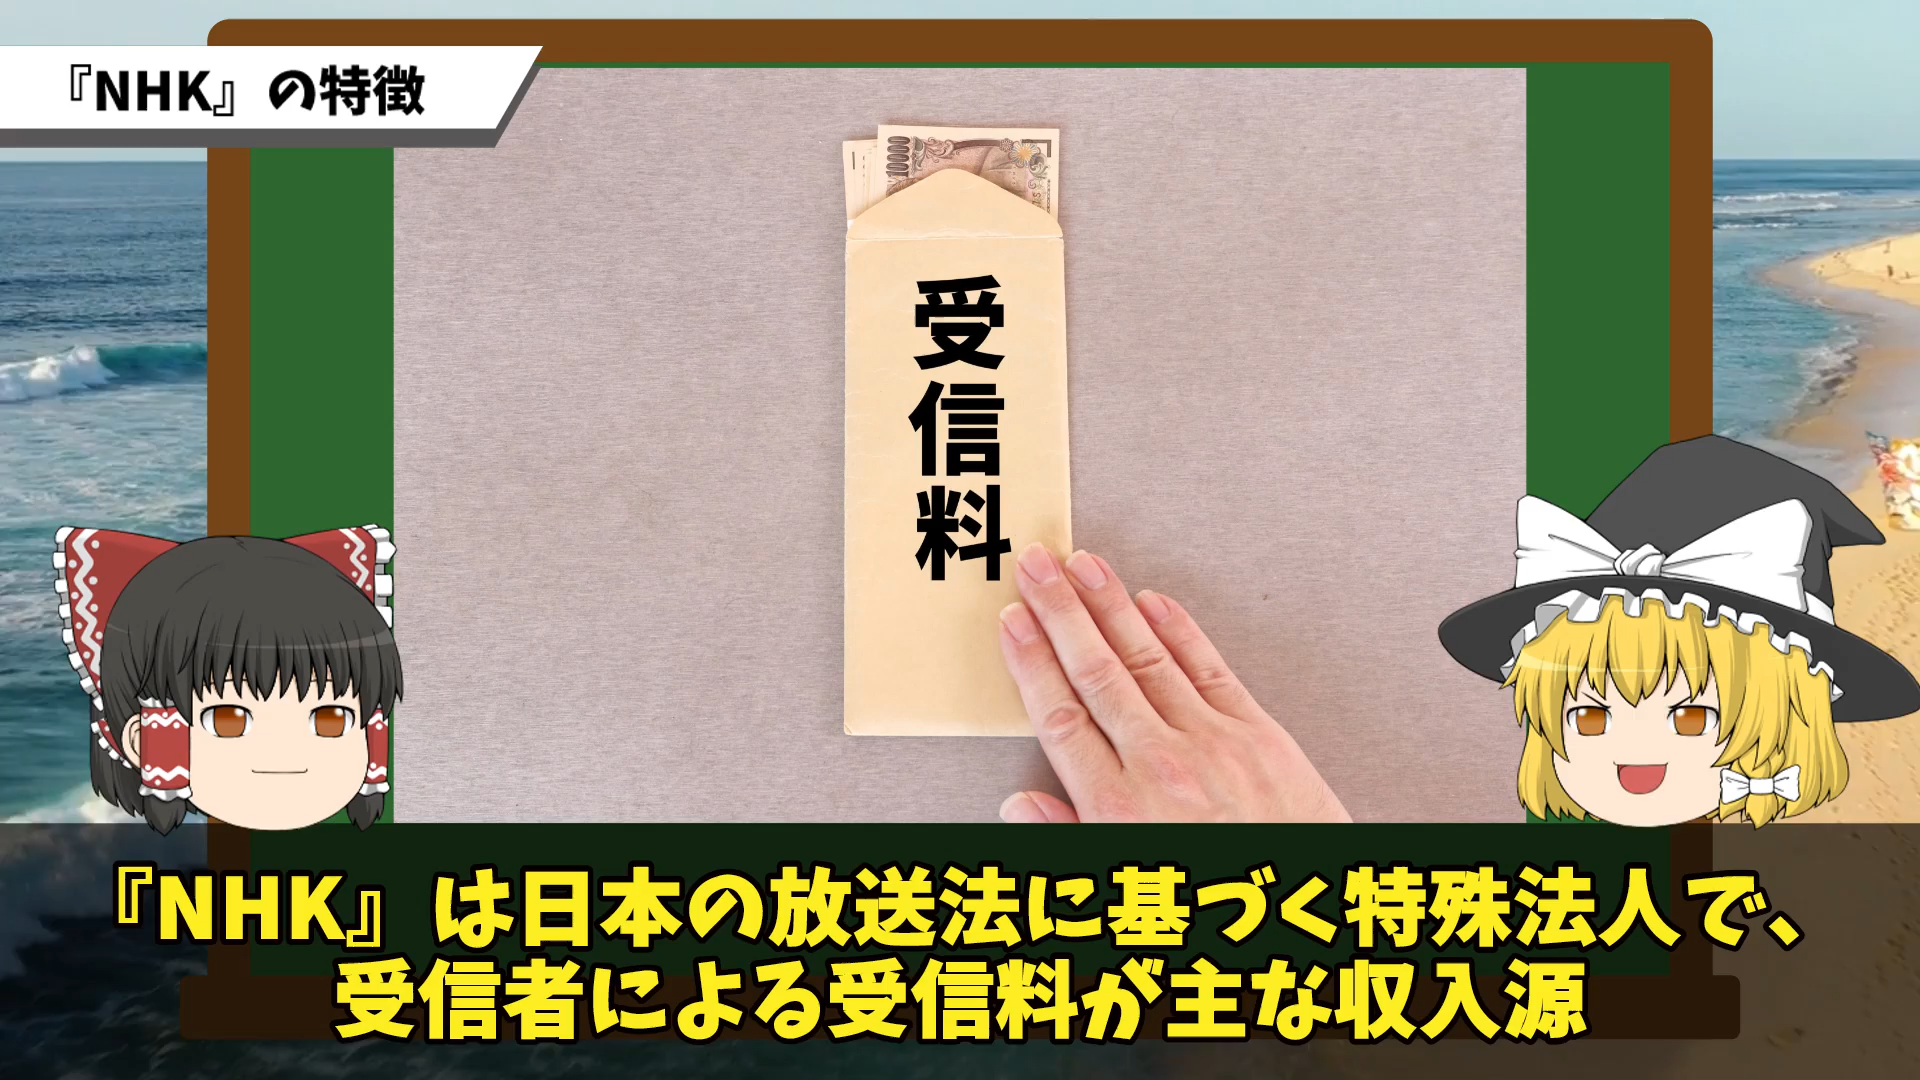 『NHK』の特徴
10000
受信料
『NHK』は日本の放送法に基づく特殊法人で、
受信者による受信料が主な収入源